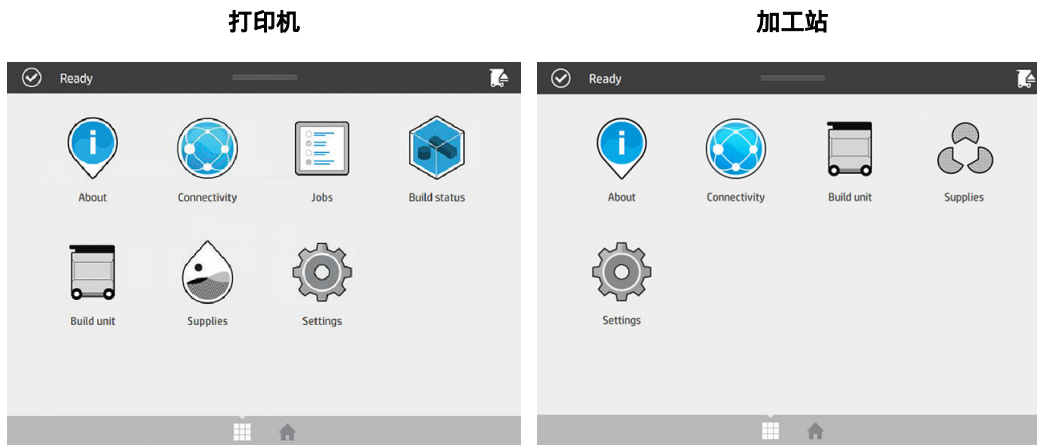 打印机
加工站
Ready
About
Connectivity
Jobs
Build status
Build unit
Supplies
Settings
Ready
About
Connectivity
Build unit
Supplies
Settings